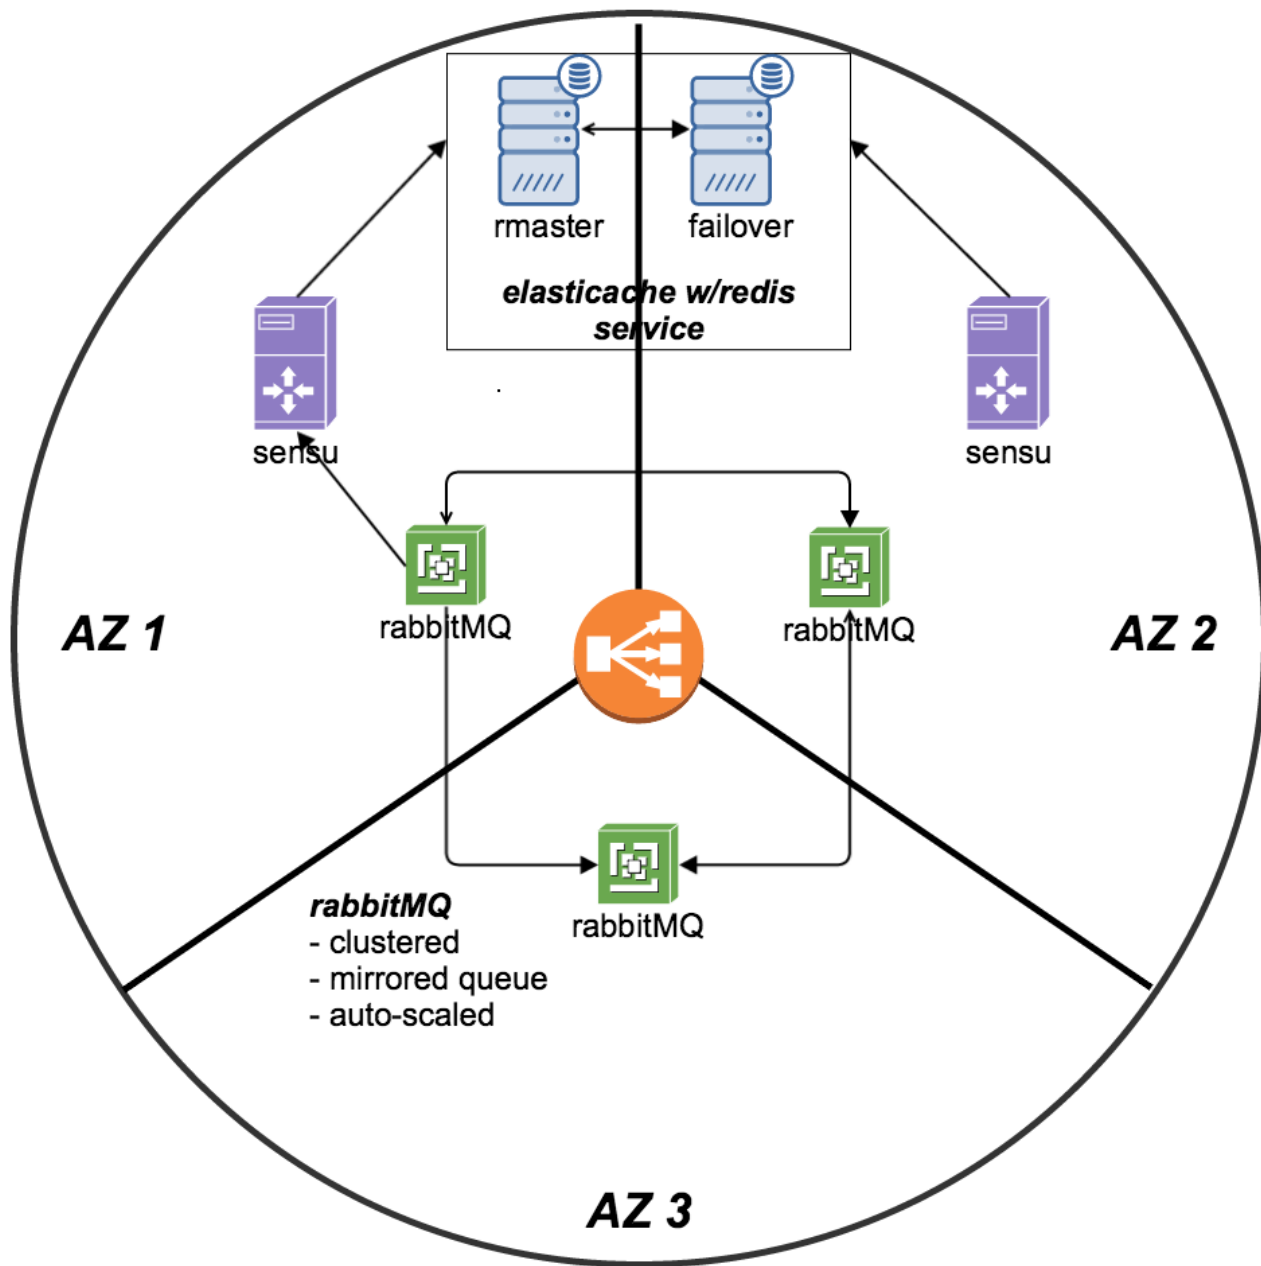 rmaster
failover
elasticache w/redis
service
sensu
sensu
rabbitMQ
rabbitMQ
AZ 1
AZ 2
rabbitMQ
rabbitMQ
- clustered
- mirrored queue
- auto-scaled
AZ 3